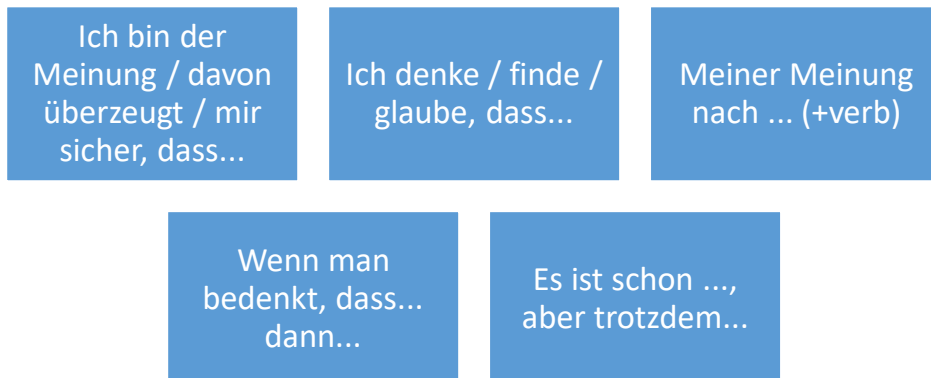 Ich bin der
Meinung / davon
überzeugt / mir
sicher, dass...
Ich denke / finde /
glaube, dass...
Meiner Meinung
nach ... (+verb)
Wenn man
bedenkt, dass...
dann...
Es ist schon ...,
aber trotzdem...